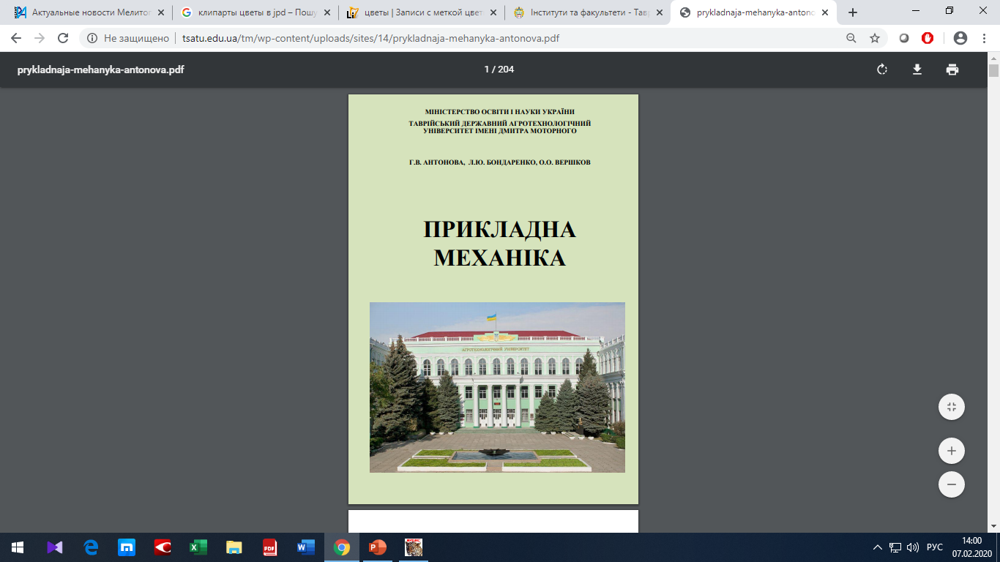 Актуальные новости Мелитоп
клипарты цветы в jpd – Пошу
цветы | Записи с меткой цвет
Інститути та факультети - Тав
prykladnaja-mehanyka-antono
Не защищено | tsatu.edu.ua/tm/wp-content/uploads/sites/14/prykladnaja-mehanyka-antonova.pdf
prykladnaja-mehanyka-antonova.pdf
1 / 204
МІНІСТЕРСТВО ОСВІТИ І НАУКИ УКРАЇНИ
ТАВРІЙСЬКИЙ ДЕРЖАВНИЙ АГРОТЕХНОЛОГІЧНИЙ
УНІВЕРСИТЕТ ІМЕНІ ДМИТРА МОТОРНОГО
Г.В. АНТОНОВА, Л.Ю. БОНДАРЕНКО, О.О. ВЕРШКОВ
ПРИКЛАДНА
МЕХАНІКА
АГРОТЕХНОЛОГІЧНИЙ УНІВЕРСИТЕТ
PDF
РУС
14:00
07.02.2020